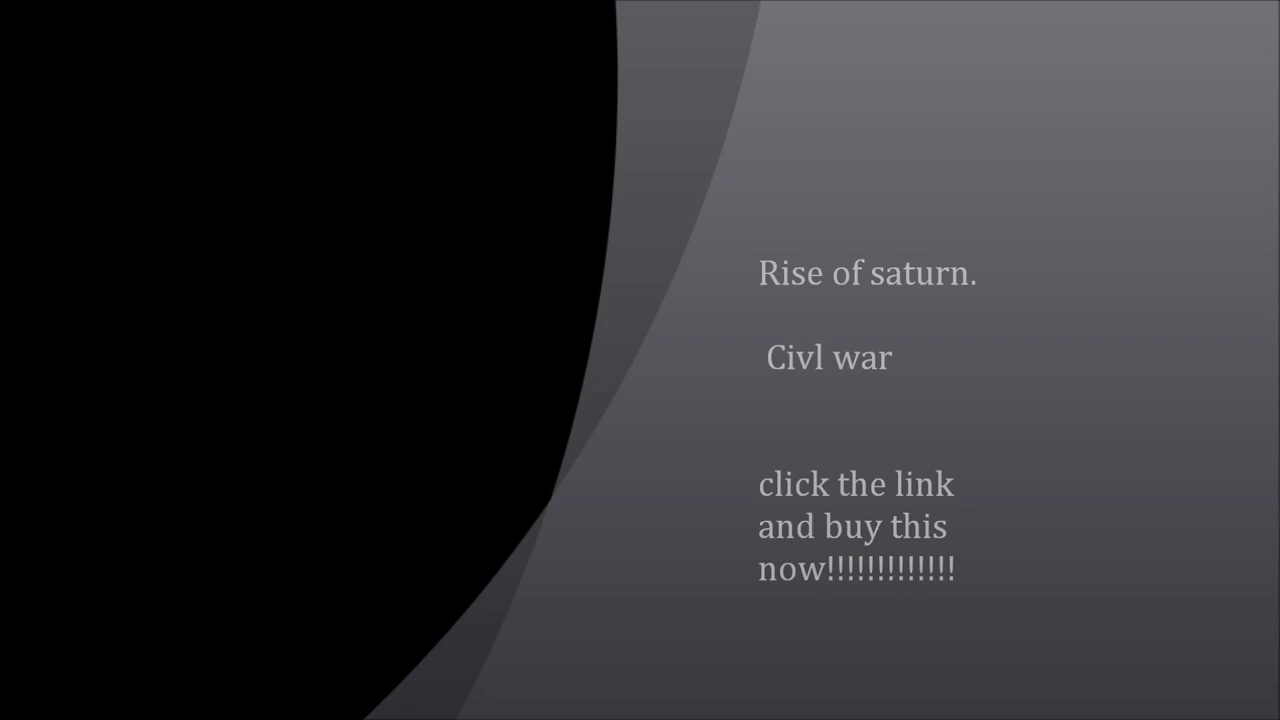 Rise of saturn.
Civl war
click the link
and buy this
now!!!!!!!!!!!!!